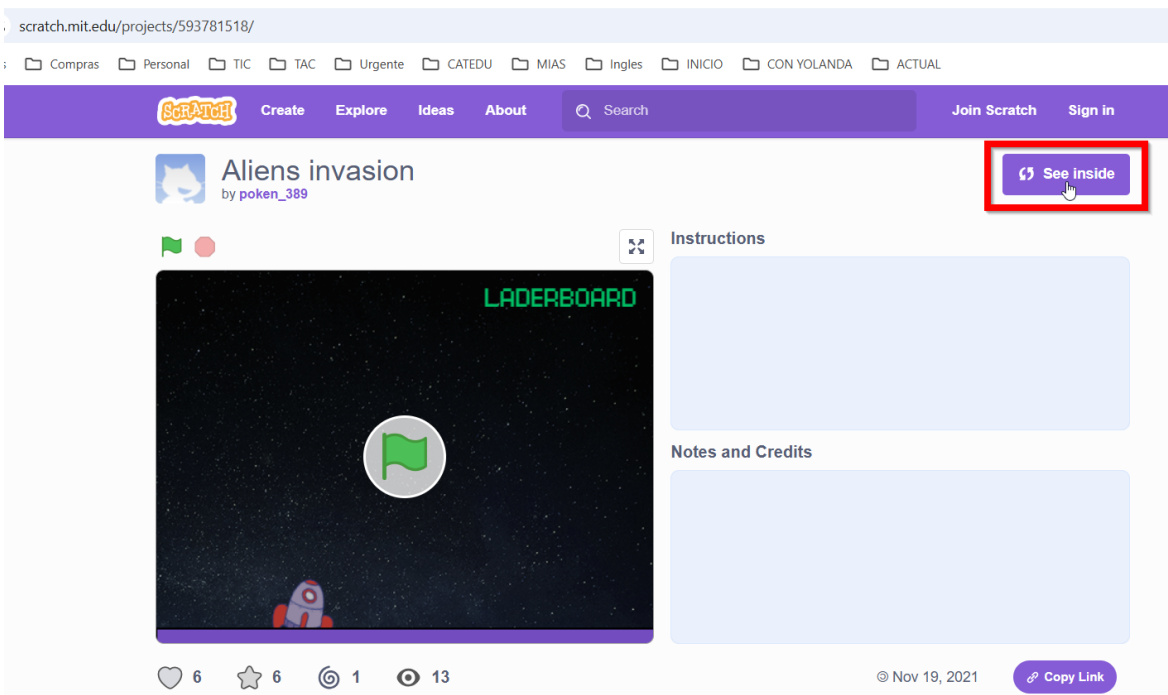 scratch.mit.edu/projects/593781518/
s Compras Personal TIC TAC Urgente CATEDU MIAS Ingles INICIO CON YOLANDA ACTUAL
SCRATCH Create Explore Ideas About Search Join Scratch Sign in
Aliens invasion
by poken_389
See inside
Instructions
LADERBOARD
Notes and Credits
6 6 1 13 Nov 19, 2021 Copy Link